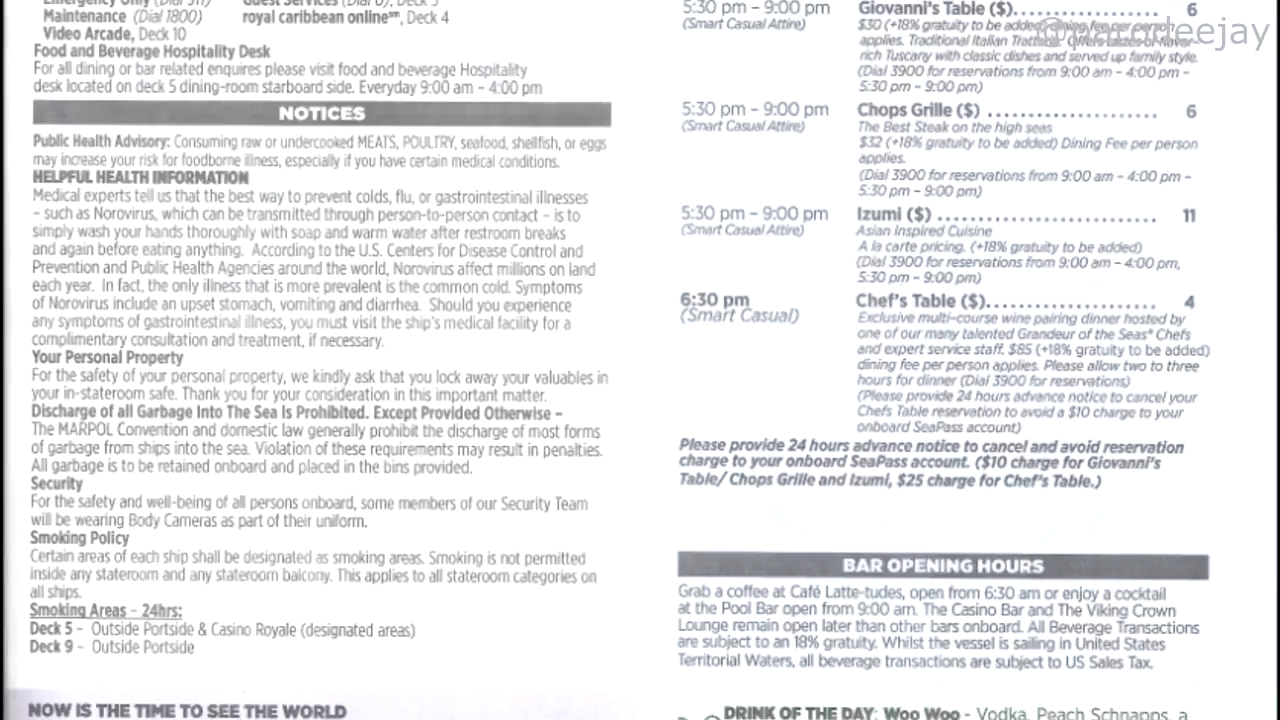 Emergency Only (Dial 911) Guest Services (Dial 0), Deck 5
Maintenance (Dial 1800) royal caribbean online℠, Deck 4
Video Arcade, Deck 10
Food and Beverage Hospitality Desk
For all dining or bar related enquires please visit food and beverage Hospitality
desk located on deck 5 dining-room starboard side. Everyday 9:00 am – 4:00 pm
NOTICES
Public Health Advisory: Consuming raw or undercooked MEATS, POULTRY, seafood, shellfish, or eggs
may increase your risk for foodborne illness, especially if you have certain medical conditions.
HELPFUL HEALTH INFORMATION
Medical experts tell us that the best way to prevent colds, flu, or gastrointestinal illnesses
– such as Norovirus, which can be transmitted through person-to-person contact – is to
simply wash your hands thoroughly with soap and warm water after restroom breaks
and again before eating anything. According to the U.S. Centers for Disease Control and
Prevention and Public Health Agencies around the world, Norovirus affect millions on land
each year. In fact, the only illness that is more prevalent is the common cold. Symptoms
of Norovirus include an upset stomach, vomiting and diarrhea. Should you experience
any symptoms of gastrointestinal illness, you must visit the ship's medical facility for a
complimentary consultation and treatment, if necessary.
Your Personal Property
For the safety of your personal property, we kindly ask that you lock away your valuables in
your in-stateroom safe. Thank you for your consideration in this important matter.
Discharge of all Garbage Into The Sea Is Prohibited. Except Provided Otherwise –
The MARPOL Convention and domestic law generally prohibit the discharge of most forms
of garbage from ships into the sea. Violation of these requirements may result in penalties.
All garbage is to be retained onboard and placed in the bins provided.
Security
For the safety and well-being of all persons onboard, some members of our Security Team
will be wearing Body Cameras as part of their uniform.
Smoking Policy
Certain areas of each ship shall be designated as smoking areas. Smoking is not permitted
inside any stateroom and any stateroom balcony. This applies to all stateroom categories on
all ships.
Smoking Areas – 24hrs:
Deck 5 – Outside Portside & Casino Royale (designated areas)
Deck 9 – Outside Portside
NOW IS THE TIME TO SEE THE WORLD
@parodeejay
5:30 pm – 9:00 pm Giovanni's Table ($)............................ 6
(Smart Casual Attire) $30 (+18% gratuity to be added) dining fee per person
applies. Traditional Italian Trattoria. Offers tastes of flavor-
rich Tuscany with classic dishes and served up family style.
(Dial 3900 for reservations from 9:00 am – 4:00 pm –
5:30 pm – 9:00 pm)
5:30 pm – 9:00 pm Chops Grille ($) ............................ 6
(Smart Casual Attire) The Best Steak on the high seas
$32 (+18% gratuity to be added) Dining Fee per person
applies.
(Dial 3900 for reservations from 9:00 am – 4:00 pm –
5:30 pm – 9:00 pm)
5:30 pm – 9:00 pm Izumi ($) .................................. 11
(Smart Casual Attire) Asian Inspired Cuisine
A la carte pricing. (+18% gratuity to be added)
(Dial 3900 for reservations from 9:00 am – 4:00 pm,
5:30 pm – 9:00 pm)
6:30 pm Chef's Table ($)............................ 4
(Smart Casual) Exclusive multi-course wine pairing dinner hosted by
one of our many talented Grandeur of the Seas® Chefs
and expert service staff. $85 (+18% gratuity to be added)
dining fee per person applies. Please allow two to three
hours for dinner (Dial 3900 for reservations)
(Please provide 24 hours advance notice to cancel your
Chefs Table reservation to avoid a $10 charge to your
onboard SeaPass account)
Please provide 24 hours advance notice to cancel and avoid reservation
charge to your onboard SeaPass account. ($10 charge for Giovanni's
Table/ Chops Grille and Izumi, $25 charge for Chef's Table.)
BAR OPENING HOURS
Grab a coffee at Café Latte-tudes, open from 6:30 am or enjoy a cocktail
at the Pool Bar open from 9:00 am. The Casino Bar and The Viking Crown
Lounge remain open later than other bars onboard. All Beverage Transactions
are subject to an 18% gratuity. Whilst the vessel is sailing in United States
Territorial Waters, all beverage transactions are subject to US Sales Tax.
DRINK OF THE DAY: Woo Woo - Vodka, Peach Schnapps, a